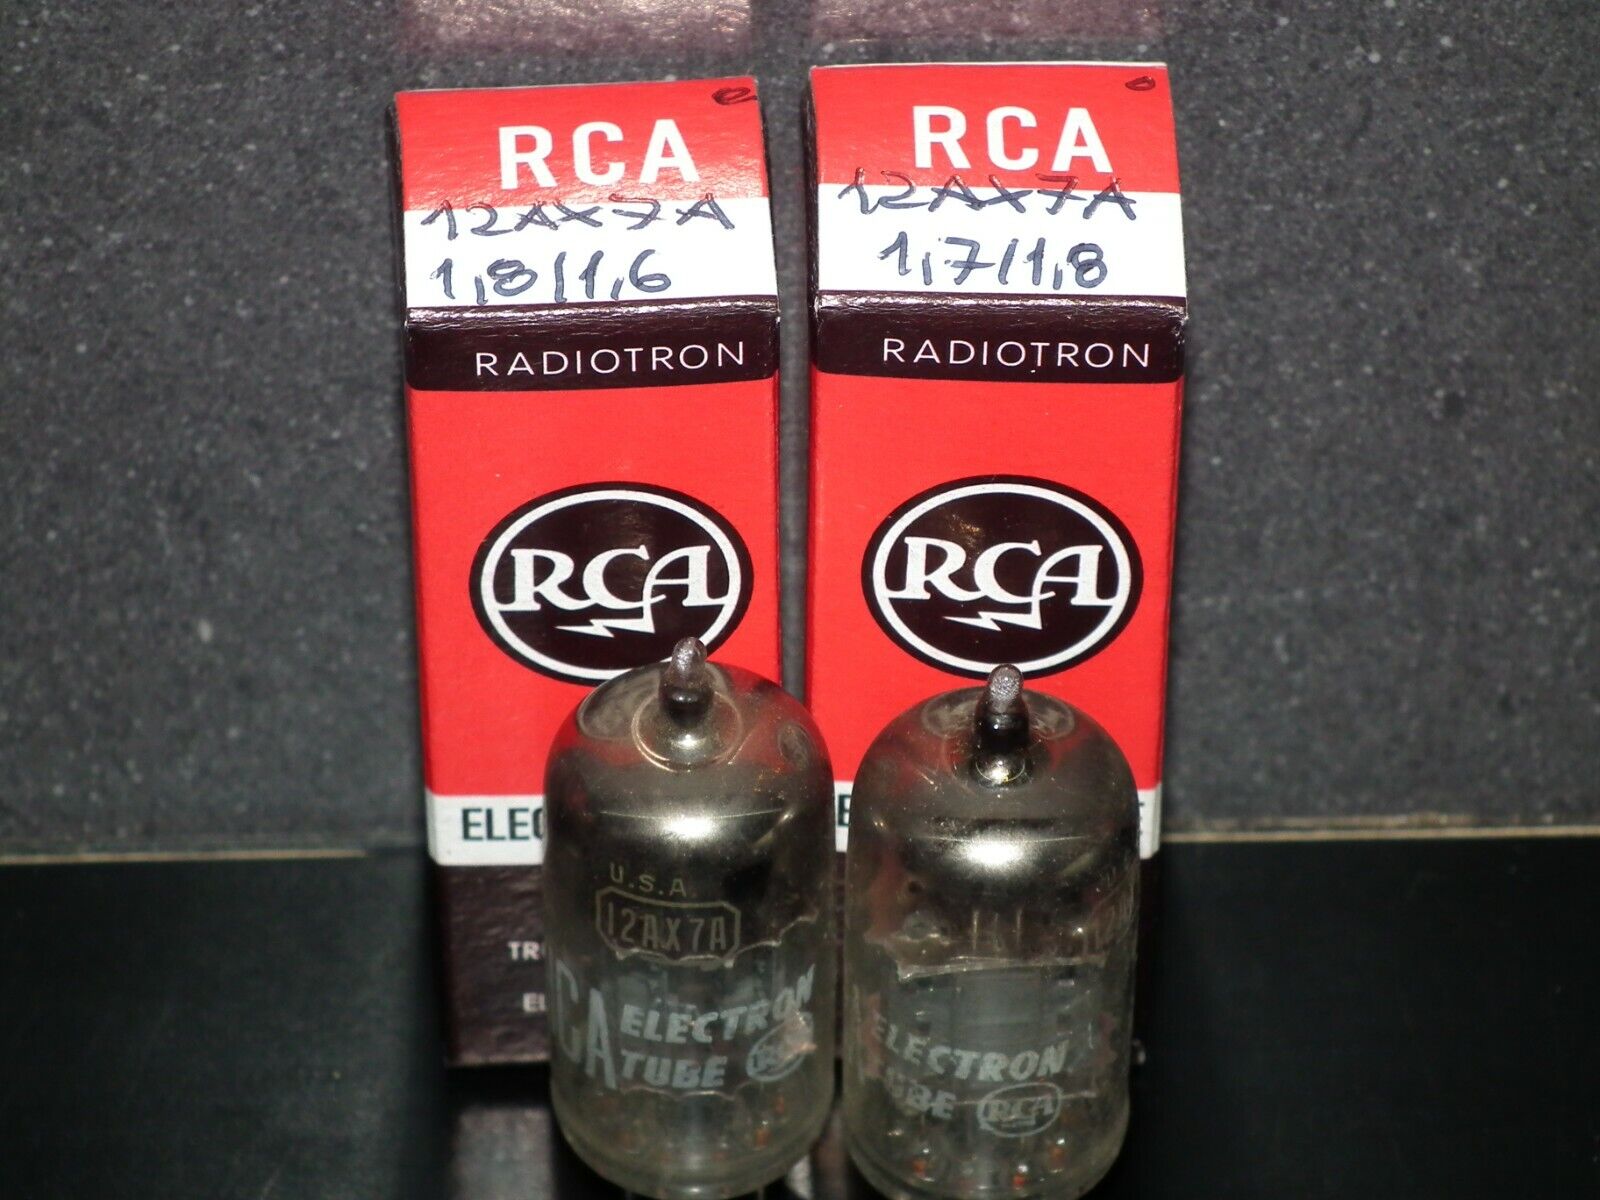 RCA
12AX7A
1,8/1,6
RADIOTRON
RCA
U.S.A.
12AX7A
RCA ELECTRON
TUBE RCA
RCA
12AX7A
1,7/1,8
RADIOTRON
RCA
ELECTRON
TUBE RCA